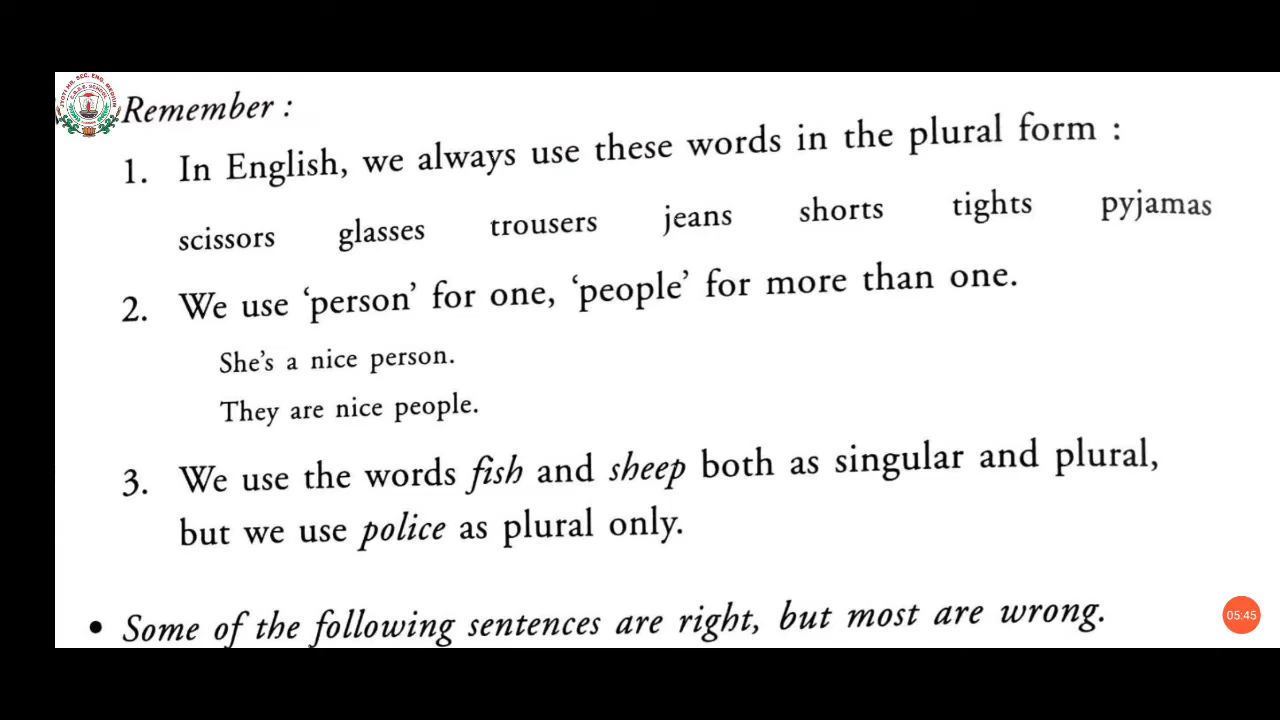 Remember :
1. In English, we always use these words in the plural form :
scissors glasses trousers jeans shorts tights pyjamas
2. We use ‘person’ for one, ‘people’ for more than one.
She’s a nice person.
They are nice people.
3. We use the words fish and sheep both as singular and plural,
but we use police as plural only.
• Some of the following sentences are right, but most are wrong.
05:45